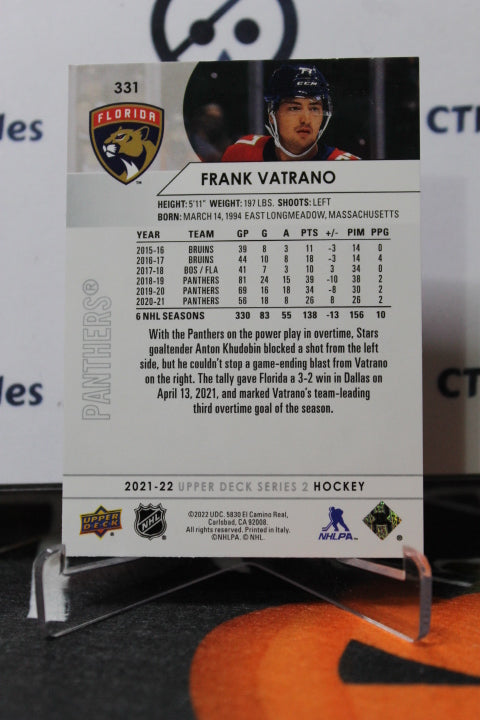 331
FLORIDA
CCM
FRANK VATRANO
HEIGHT: 5'11" WEIGHT: 197 LBS. SHOOTS: LEFT
BORN: MARCH 14, 1994 EAST LONGMEADOW, MASSACHUSETTS
YEAR TEAM GP G A PTS +/- PIM PPG
2015-16 BRUINS 39 8 3 11 -3 14 0
2016-17 BRUINS 44 10 8 18 -3 14 4
2017-18 BOS / FLA 41 7 3 10 3 34 0
2018-19 PANTHERS 81 24 15 39 -10 38 2
2019-20 PANTHERS 69 16 18 34 -8 30 2
2020-21 PANTHERS 56 18 8 26 8 26 2
6 NHL SEASONS 330 83 55 138 -13 156 10
PANTHERS®
With the Panthers on the power play in overtime, Stars
goaltender Anton Khudobin blocked a shot from the left
side, but he couldn't stop a game-ending blast from Vatrano
on the right. The tally gave Florida a 3-2 win in Dallas on
April 13, 2021, and marked Vatrano's team-leading
third overtime goal of the season.
2021-22 UPPER DECK SERIES 2 HOCKEY
UPPER DECK
NHL
©2022 UDC. 5830 El Camino Real,
Carlsbad, CA 92008.
All rights reserved. Printed in Italy.
©NHLPA. © NHL.
NHLPA